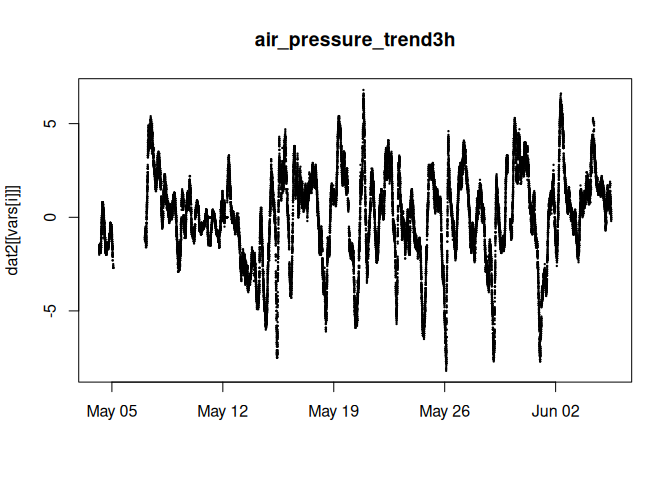 air_pressure_trend3h
dat2[[vars[i]]]
5
0
-5
May 05
May 12
May 19
May 26
Jun 02